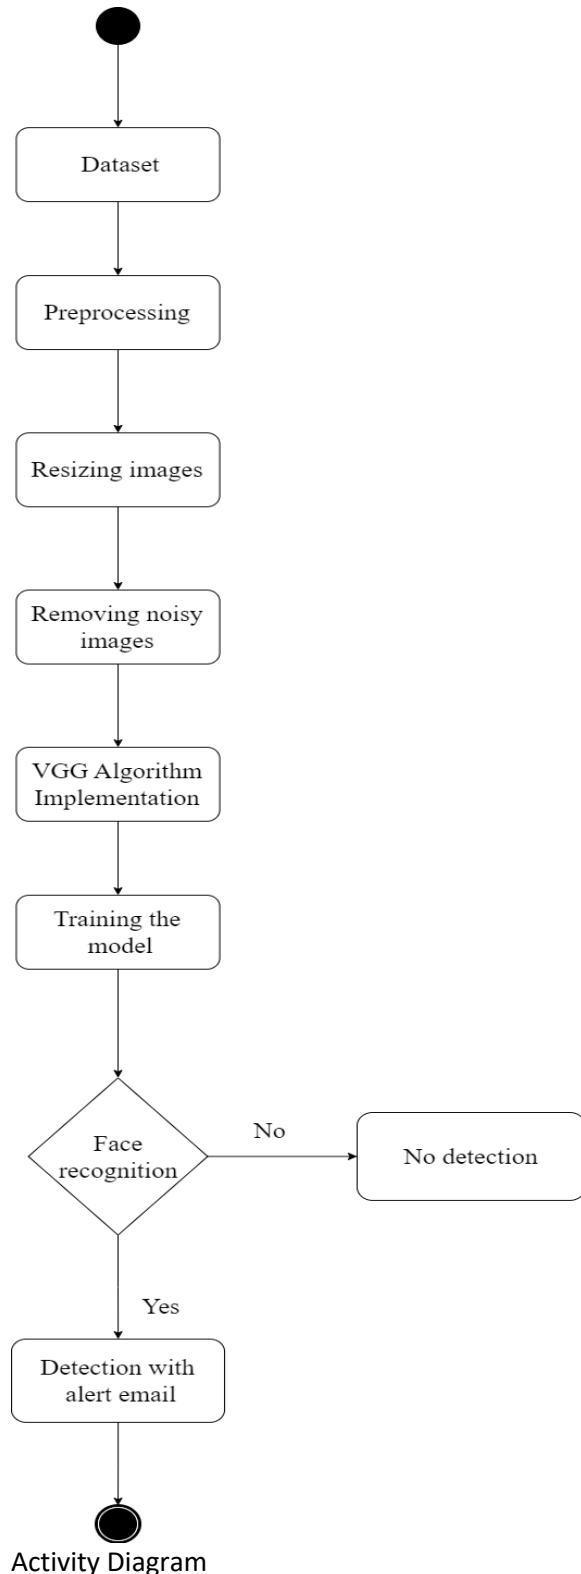 Dataset
Preprocessing
Resizing images
Removing noisy
images
VGG Algorithm
Implementation
Training the
model
Face
recognition
No
No detection
Yes
Detection with
alert email
Activity Diagram